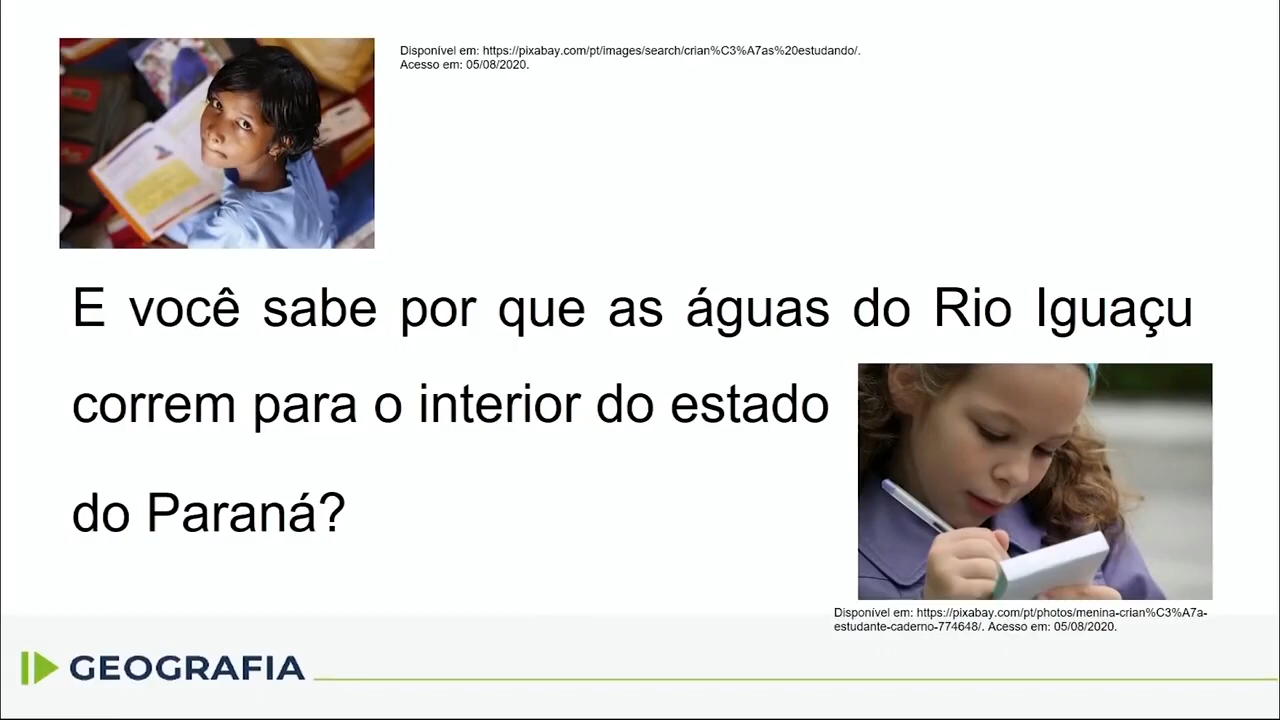 Disponível em: https://pixabay.com/pt/images/search/crian%C3%A7as%20estudando/.
Acesso em: 05/08/2020.
E você sabe por que as águas do Rio Iguaçu
correm para o interior do estado
do Paraná?
Disponível em: https://pixabay.com/pt/photos/menina-crian%C3%A7a-
estudante-caderno-774648/. Acesso em: 05/08/2020.
GEOGRAFIA